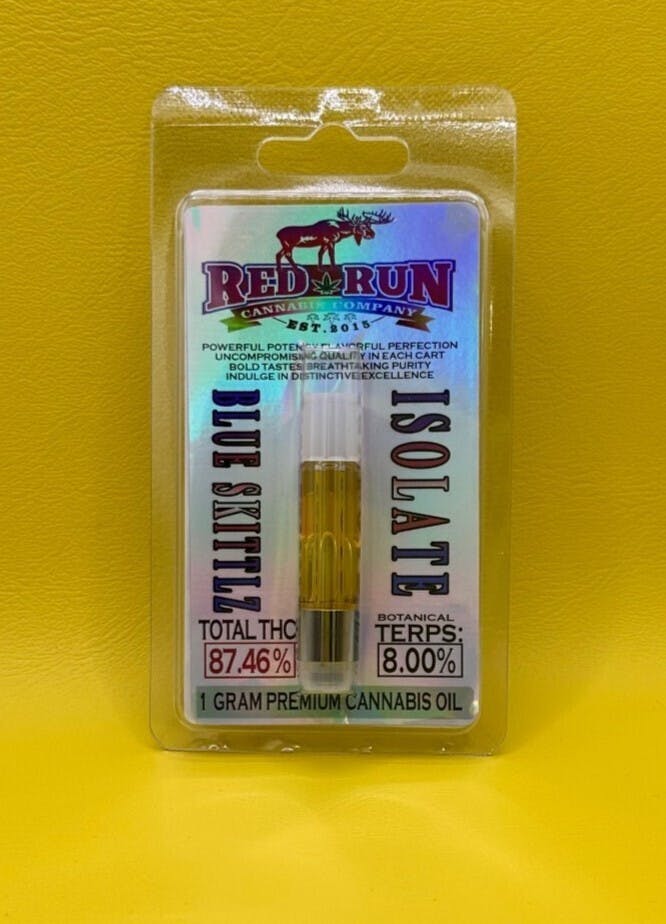 RED RUN
CANNABIS COMPANY
EST. 2015
POWERFUL POTENCY FLAVORFUL PERFECTION
UNCOMPROMISING QUALITY IN EACH CART
BOLD TASTES BREATHTAKING PURITY
INDULGE IN DISTINCTIVE EXCELLENCE
BLUE SKITTLZ
ISOLATE
TOTAL THC
87.46%
BOTANICAL
TERPS:
8.00%
1 GRAM PREMIUM CANNABIS OIL